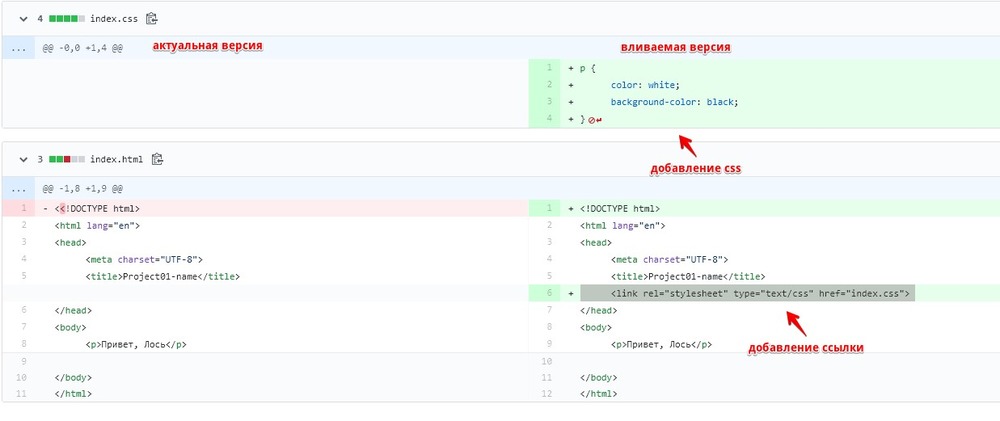 4 index.css
... @@ -0,0 +1,4 @@ актуальная версия вливаемая версия
1 + p {
2 + color: white;
3 + background-color: black;
4 + }
добавление css
3 index.html
... @@ -1,8 +1,9 @@
1 - <<!DOCTYPE html> 1 + <!DOCTYPE html>
2 <html lang="en"> 2 <html lang="en">
3 <head> 3 <head>
4 <meta charset="UTF-8"> 4 <meta charset="UTF-8">
5 <title>Project01-name</title> 5 <title>Project01-name</title>
6 + <link rel="stylesheet" type="text/css" href="index.css">
6 </head> 7 </head>
7 <body> 8 <body>
8 <p>Привет, Лось</p> 9 <p>Привет, Лось</p>
добавление ссылки
9 10
10 </body> 11 </body>
11 </html> 12 </html>